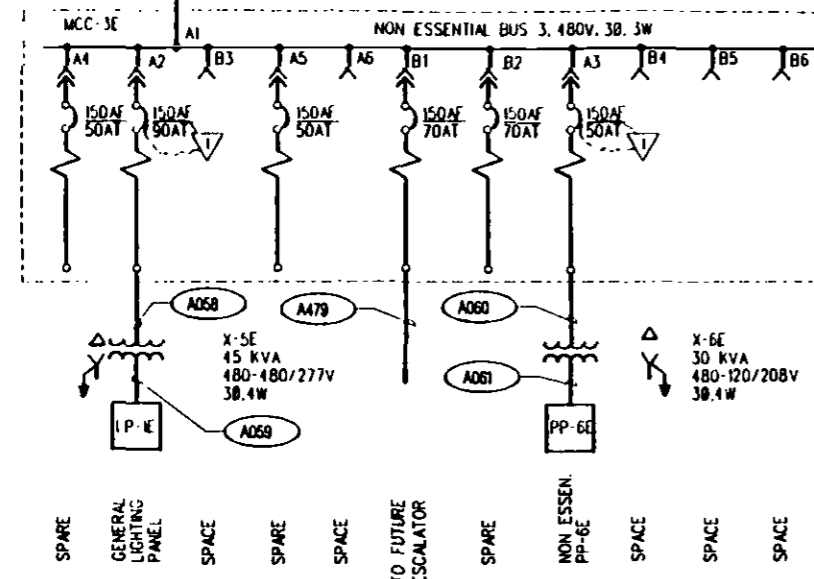 MCC-3E
A1
NON ESSENTIAL BUS 3, 480V, 3Ø, 3W
A4
A2
B3
A5
A6
B1
B2
A3
B4
B5
B6
150AF
50AT
150AF
90AT
1
150AF
50AT
150AF
70AT
150AF
70AT
150AF
50AT
1
A058
A479
A060
X-5E
45 KVA
480-480/277V
3Ø,4W
X-6E
30 KVA
480-120/208V
3Ø,4W
A061
LP-1E
A059
PP-6E
SPARE
GENERAL
LIGHTING
PANEL
SPACE
SPARE
SPACE
TO FUTURE
ESCALATOR
SPARE
NON ESSEN.
PP-6E
SPACE
SPACE
SPACE